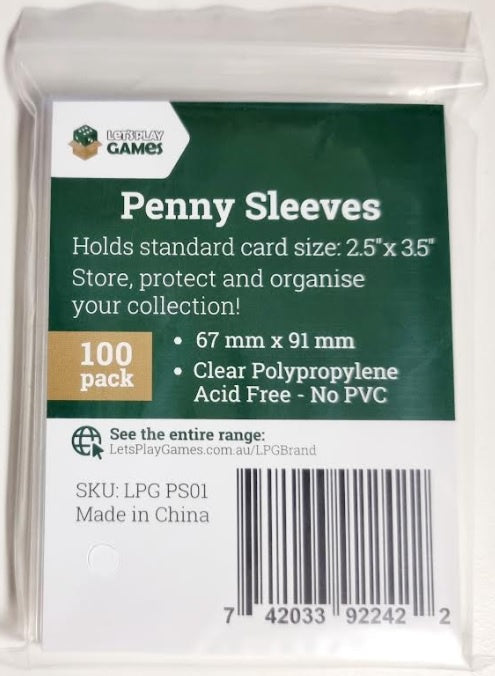 LET'S PLAY
GAMES
Penny Sleeves
Holds standard card size: 2.5"x 3.5"
Store, protect and organise
your collection!
100
pack
• 67 mm x 91 mm
• Clear Polypropylene
Acid Free - No PVC
See the entire range:
LetsPlayGames.com.au/LPGBrand
SKU: LPG PS01
Made in China
7 42033 92242 2